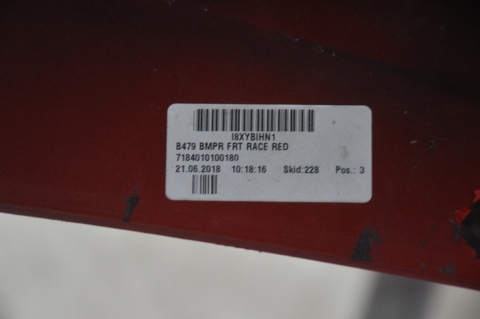 I8XYBIHN1
B479 BMPR FRT RACE RED
7184010100180
21.06.2018 10:18:16 Skid:228 Pos.: 3